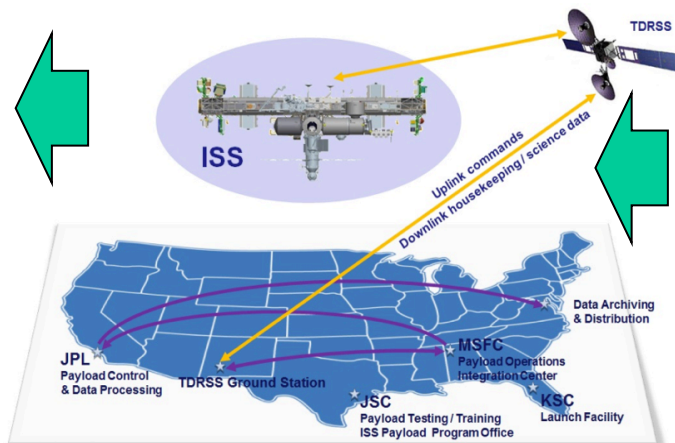 TDRSS
ISS
Uplink commands
Downlink housekeeping / science data
Data Archiving
& Distribution
JPL
Payload Control
& Data Processing
TDRSS Ground Station
MSFC
Payload Operations
Integration Center
JSC
Payload Testing / Training
ISS Payload Program Office
KSC
Launch Facility